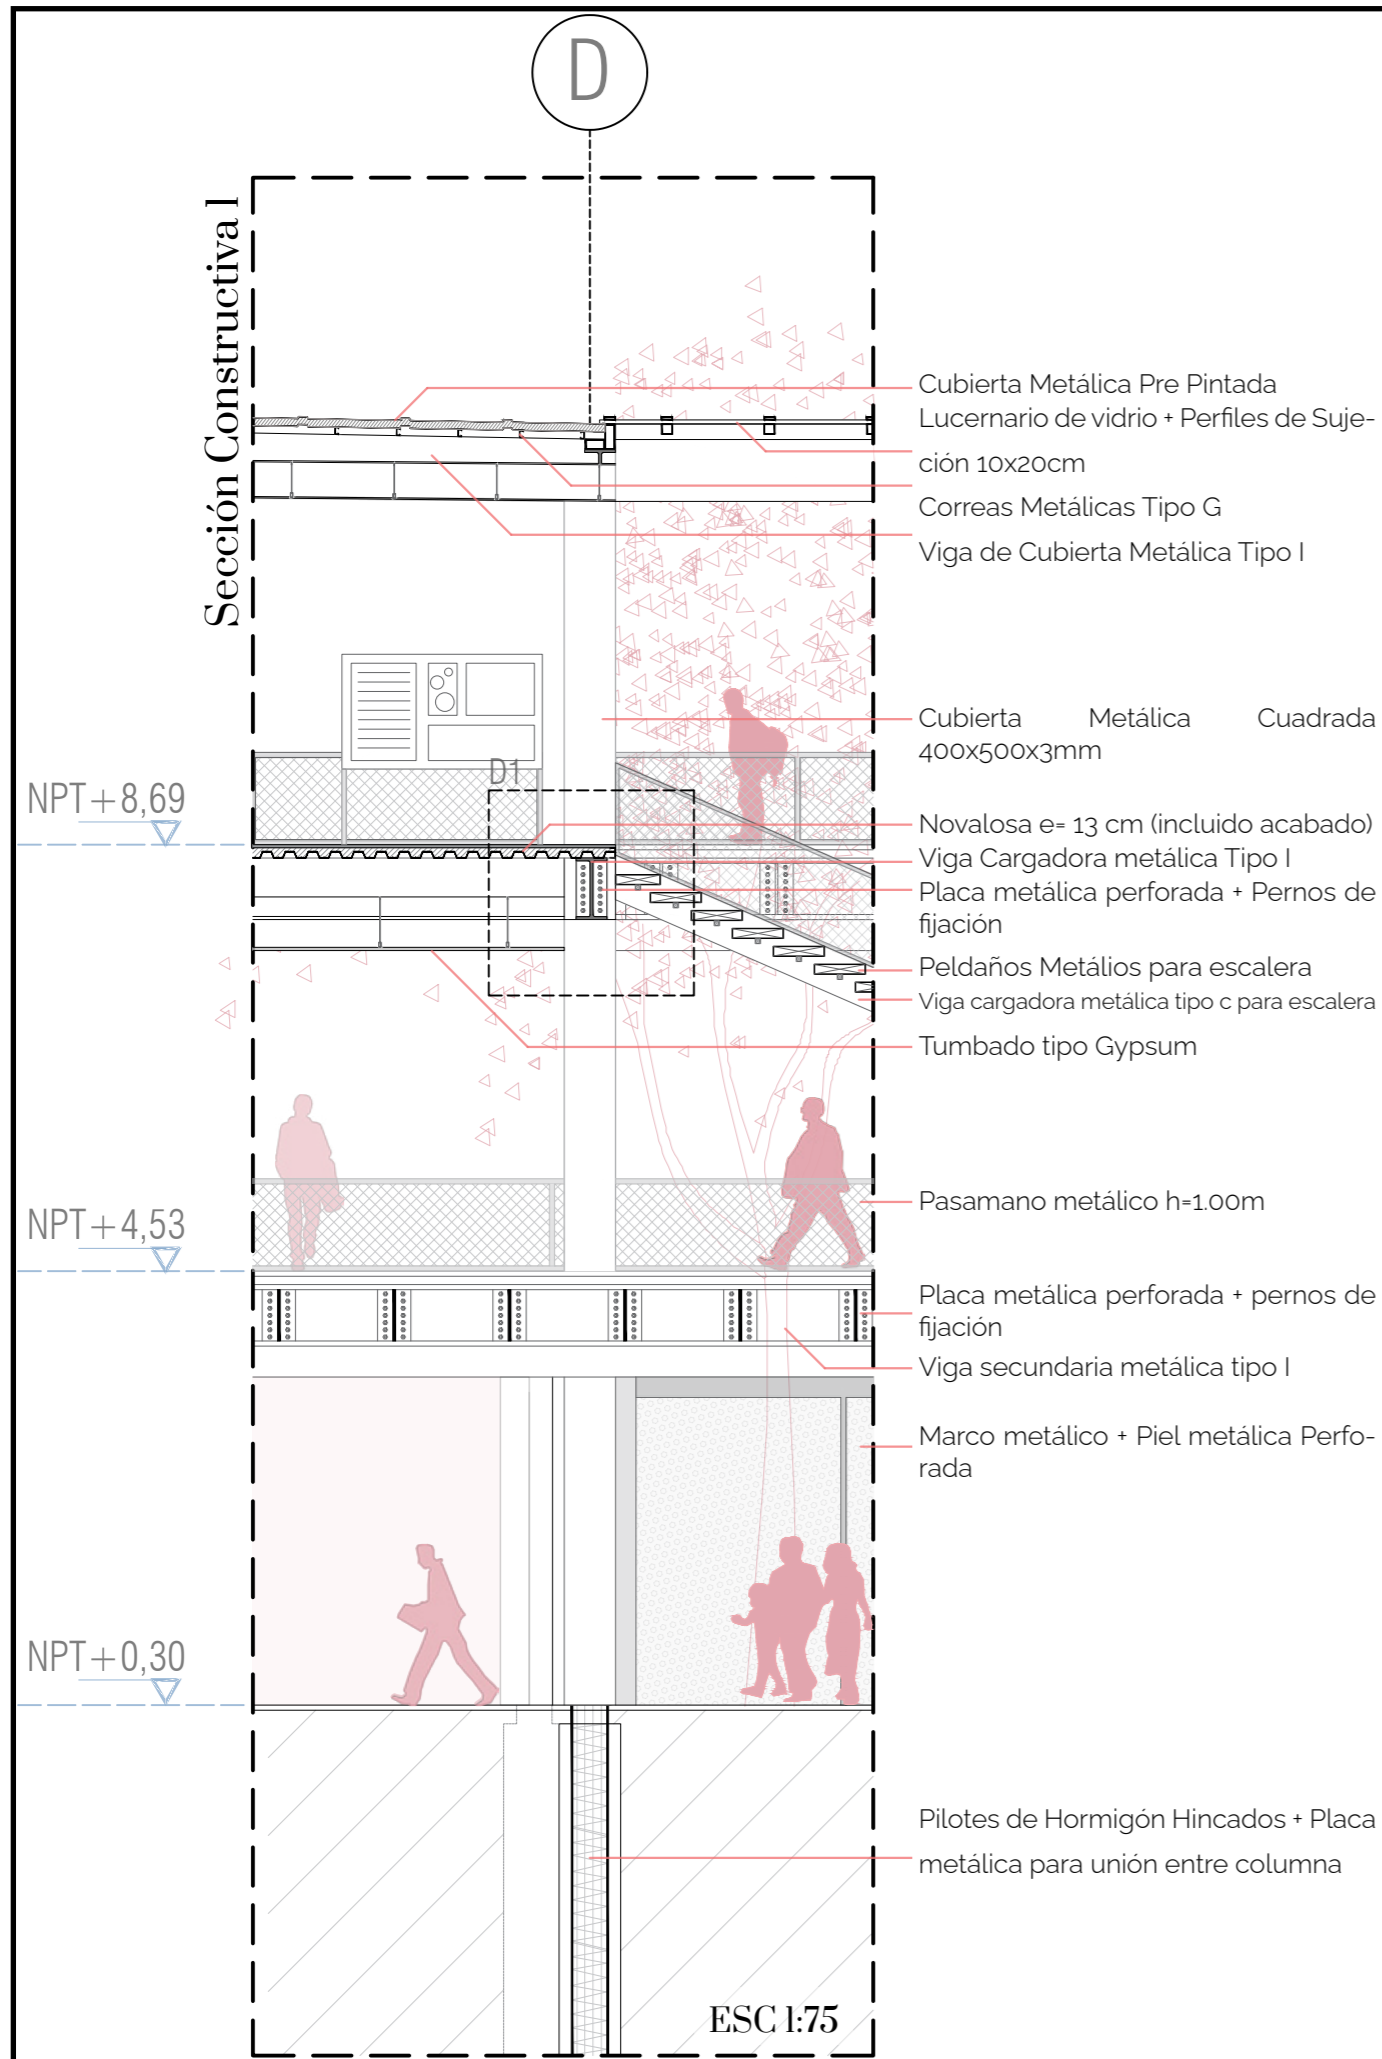 D
Sección Constructiva 1
Cubierta Metálica Pre Pintada
Lucernario de vidrio + Perfiles de Suje-
ción 10x20cm
Correas Metálicas Tipo G
Viga de Cubierta Metálica Tipo I
Cubierta Metálica Cuadrada
400x500x3mm
D1
NPT+8,69
Novalosa e= 13 cm (incluido acabado)
Viga Cargadora metálica Tipo I
Placa metálica perforada + Pernos de
fijación
Peldaños Metálios para escalera
Viga cargadora metálica tipo c para escalera
Tumbado tipo Gypsum
Pasamano metálico h=1.00m
NPT+4,53
Placa metálica perforada + pernos de
fijación
Viga secundaria metálica tipo I
Marco metálico + Piel metálica Perfo-
rada
NPT+0,30
Pilotes de Hormigón Hincados + Placa
metálica para unión entre columna
ESC 1:75